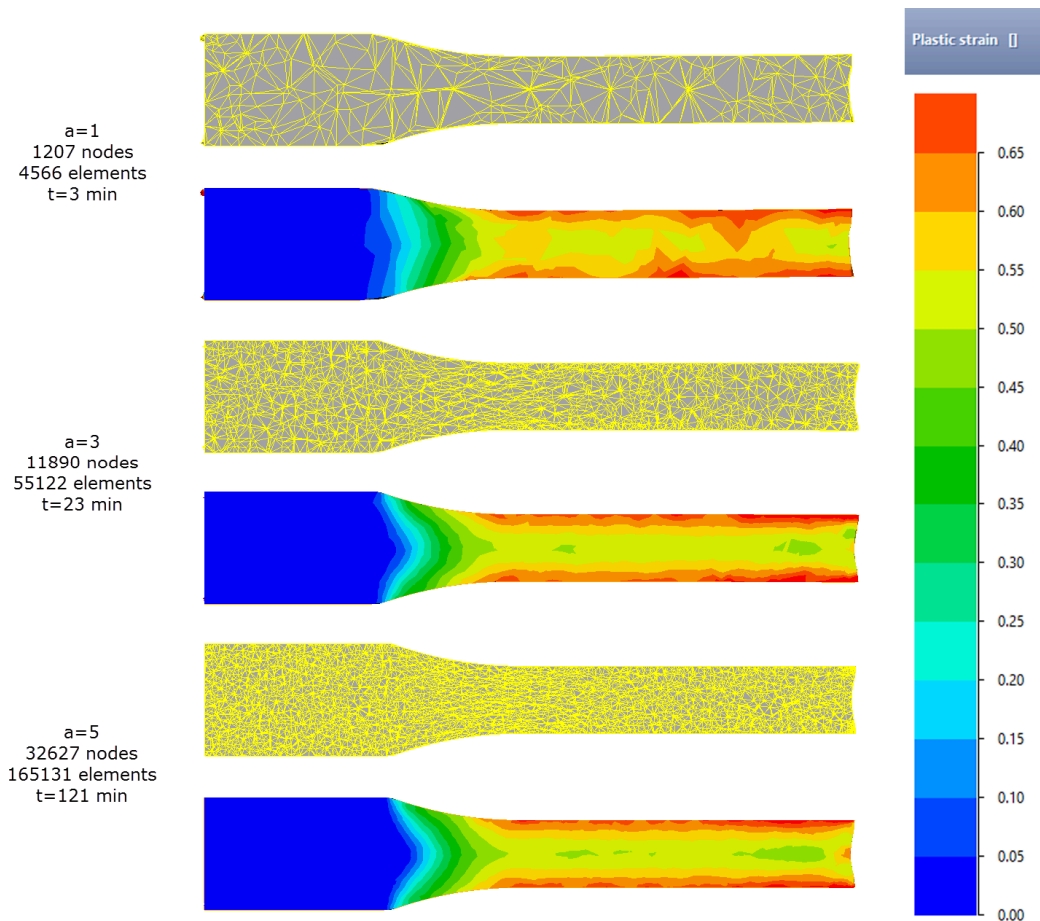 Plastic strain []
a=1
1207 nodes
4566 elements
t=3 min
a=3
11890 nodes
55122 elements
t=23 min
a=5
32627 nodes
165131 elements
t=121 min
0.65
0.60
0.55
0.50
0.45
0.40
0.35
0.30
0.25
0.20
0.15
0.10
0.05
0.00